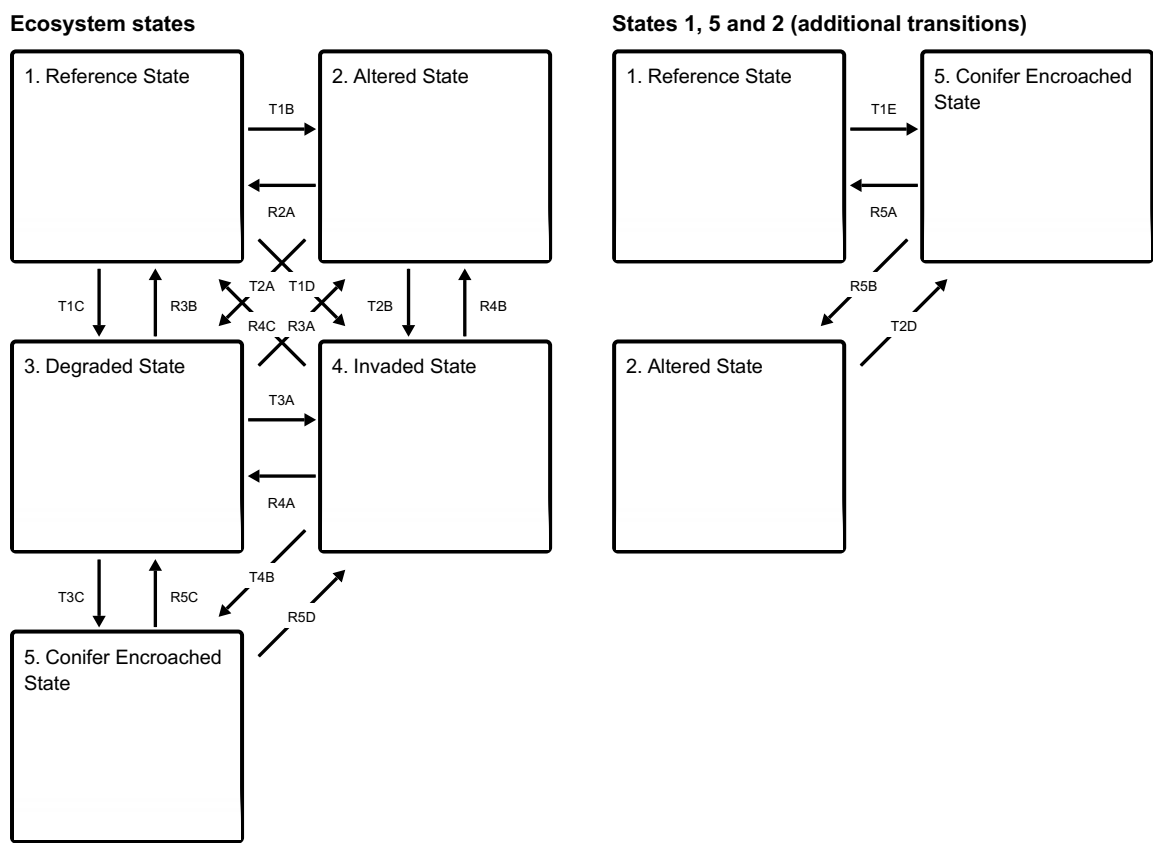 Ecosystem states
1. Reference State
2. Altered State
T1B
R2A
T1C
R3B
T2A
T1D
R4C
R3A
T2B
R4B
3. Degraded State
4. Invaded State
T3A
R4A
T3C
R5C
T4B
R5D
5. Conifer Encroached
State
States 1, 5 and 2 (additional transitions)
1. Reference State
5. Conifer Encroached
State
T1E
R5A
R5B
T2D
2. Altered State